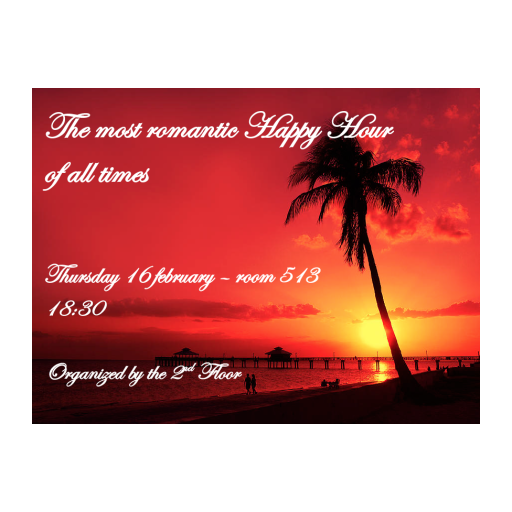 The most romantic Happy Hour
of all times
Thursday 16 february – room 513
18:30
Organized by the 2nd Floor